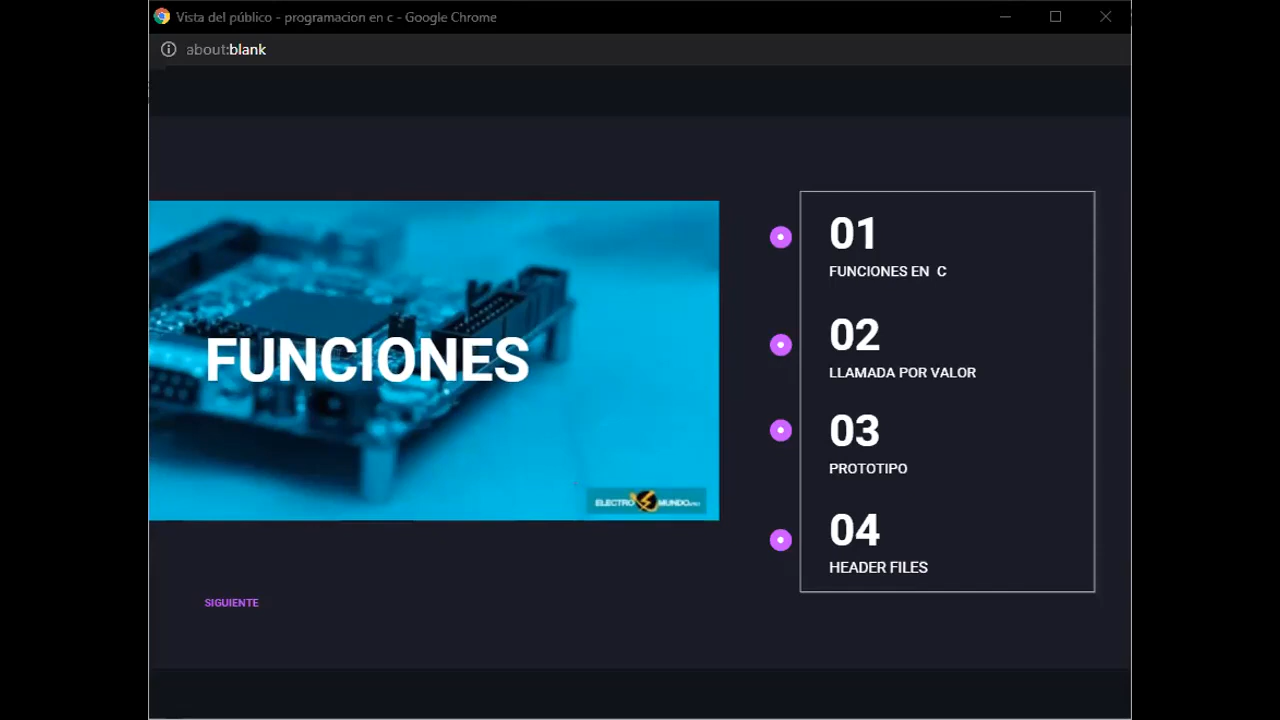 Vista del público - programacion en c - Google Chrome
about:blank
FUNCIONES
ELECTRO MUNDO
SIGUIENTE
01
FUNCIONES EN C
02
LLAMADA POR VALOR
03
PROTOTIPO
04
HEADER FILES